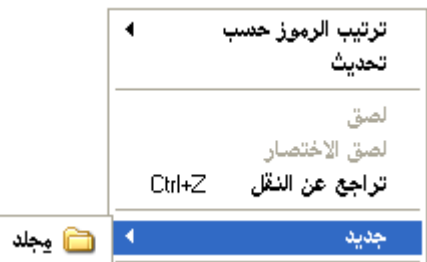 ترتيب الرموز حسب
تحديث
لصق
لصق الاختصار
تراجع عن النقل Ctrl+Z
جديد
مجلد